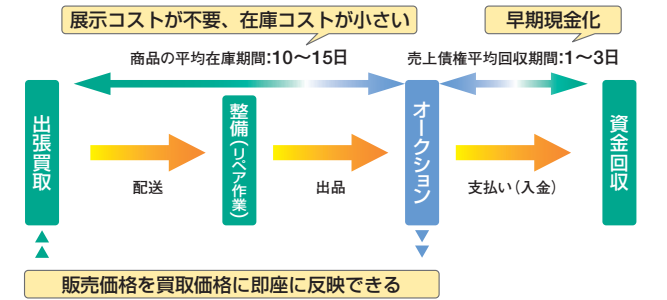 展示コストが不要、在庫コストが小さい
早期現金化
商品の平均在庫期間:10〜15日
売上債権平均回収期間:1〜3日
出張買取
配送
整備(リペア作業)
出品
オークション
支払い(入金)
資金回収
販売価格を買取価格に即座に反映できる